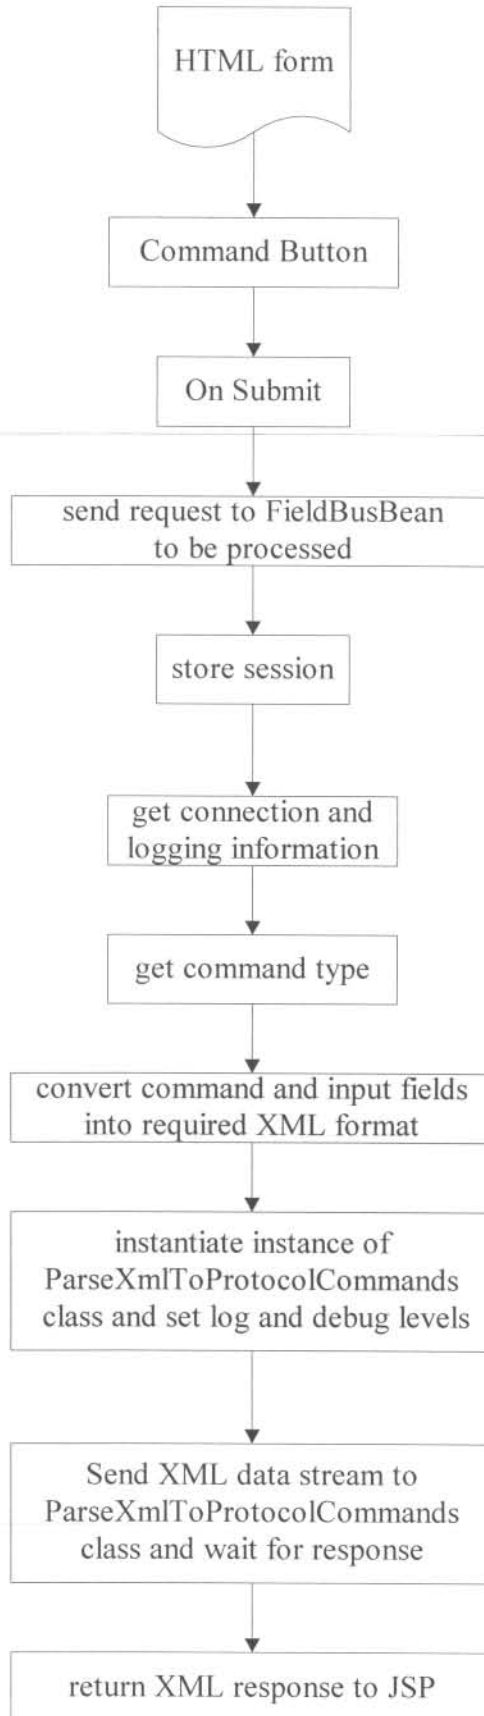 HTML form
Command Button
On Submit
send request to FieldBusBean
to be processed
store session
get connection and
logging information
get command type
convert command and input fields
into required XML format
instantiate instance of
ParseXmlToProtocolCommands
class and set log and debug levels
Send XML data stream to
ParseXmlToProtocolCommands
class and wait for response
return XML response to JSP